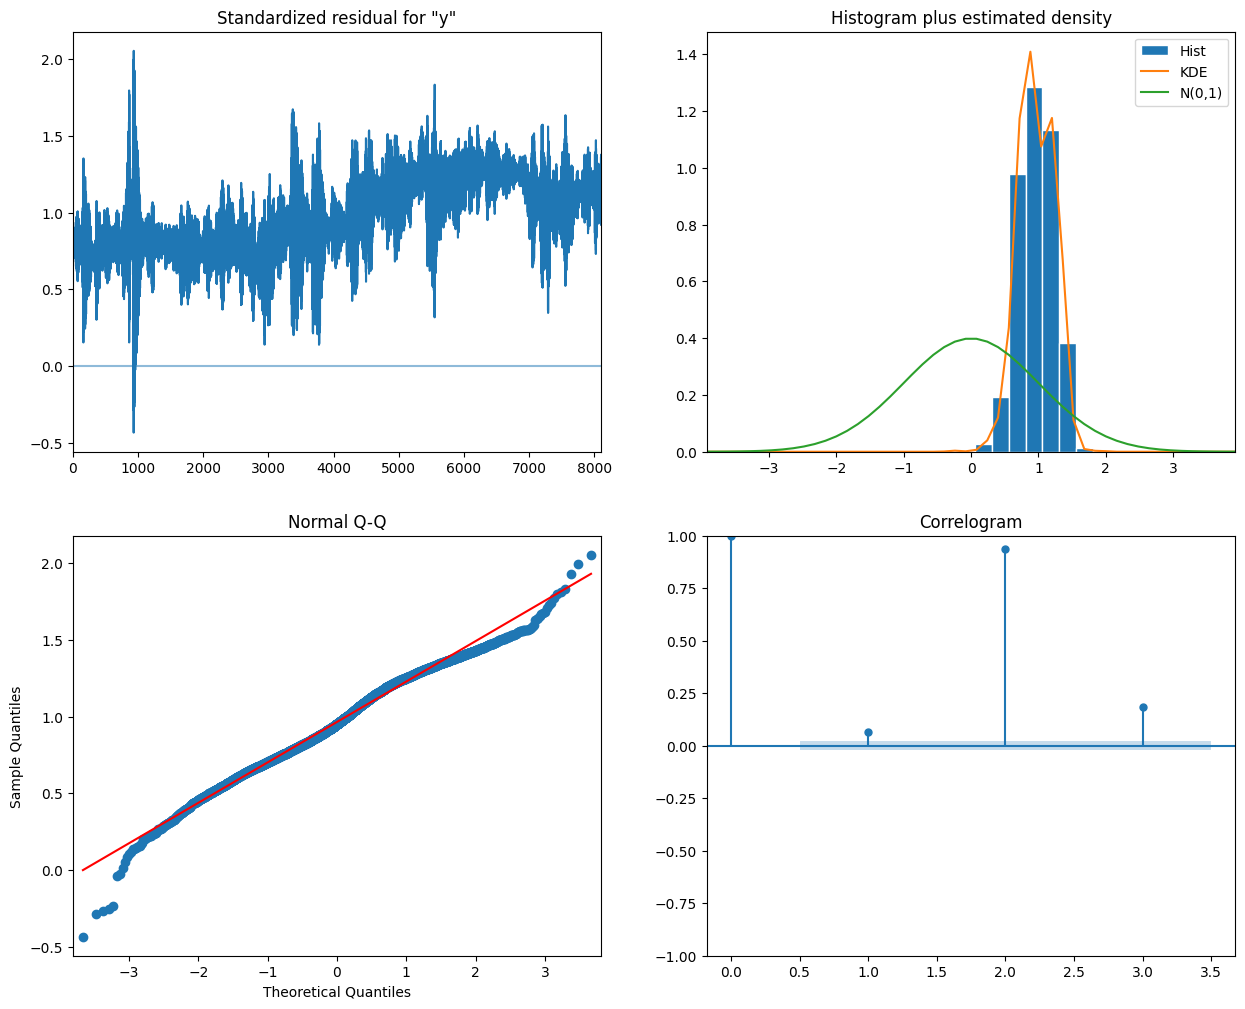 Standardized residual for "y"
2.0
1.5
1.0
0.5
0.0
−0.5
0 1000 2000 3000 4000 5000 6000 7000 8000
Histogram plus estimated density
Hist
KDE
N(0,1)
1.4
1.2
1.0
0.8
0.6
0.4
0.2
0.0
−3 −2 −1 0 1 2 3
Normal Q-Q
Sample Quantiles
2.0
1.5
1.0
0.5
0.0
−0.5
−3 −2 −1 0 1 2 3
Theoretical Quantiles
Correlogram
1.00
0.75
0.50
0.25
0.00
−0.25
−0.50
−0.75
−1.00
0.0 0.5 1.0 1.5 2.0 2.5 3.0 3.5